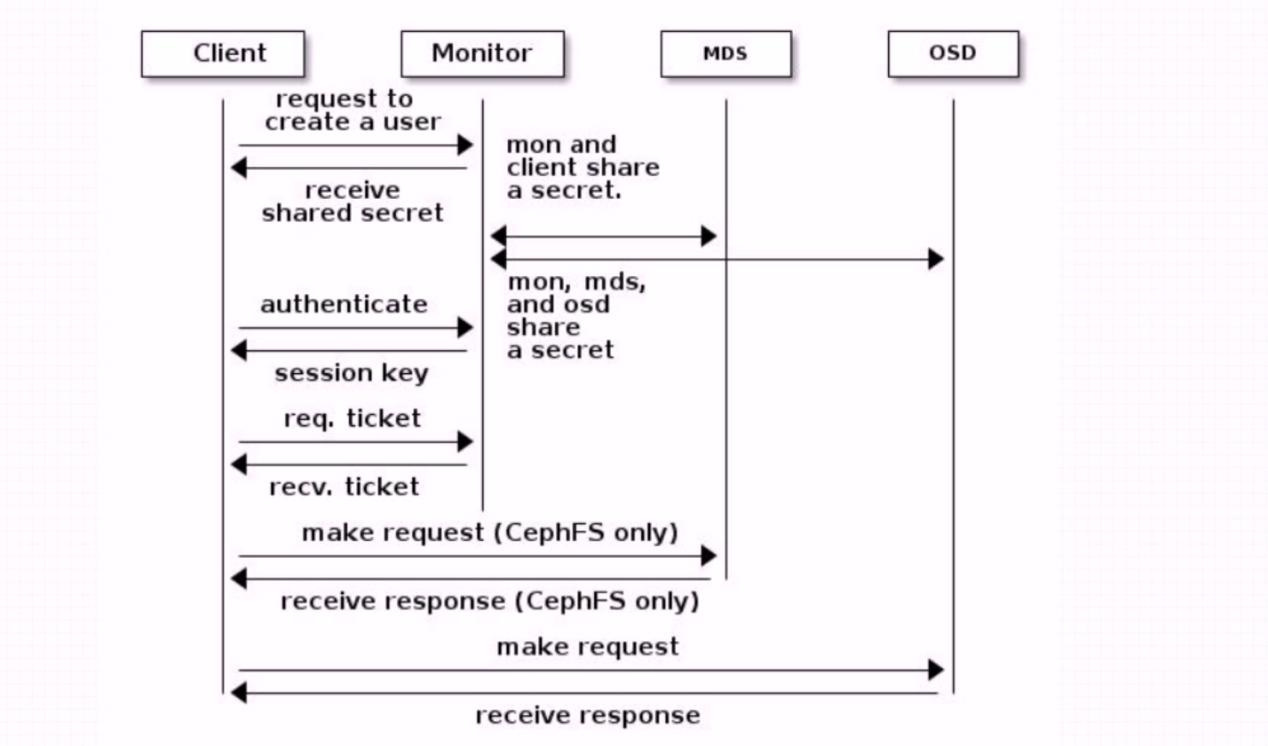 Client
Monitor
MDS
OSD
request to
create a user
mon and
client share
a secret.
receive
shared secret
mon, mds,
and osd
share
a secret
authenticate
session key
req. ticket
recv. ticket
make request (CephFS only)
receive response (CephFS only)
make request
receive response